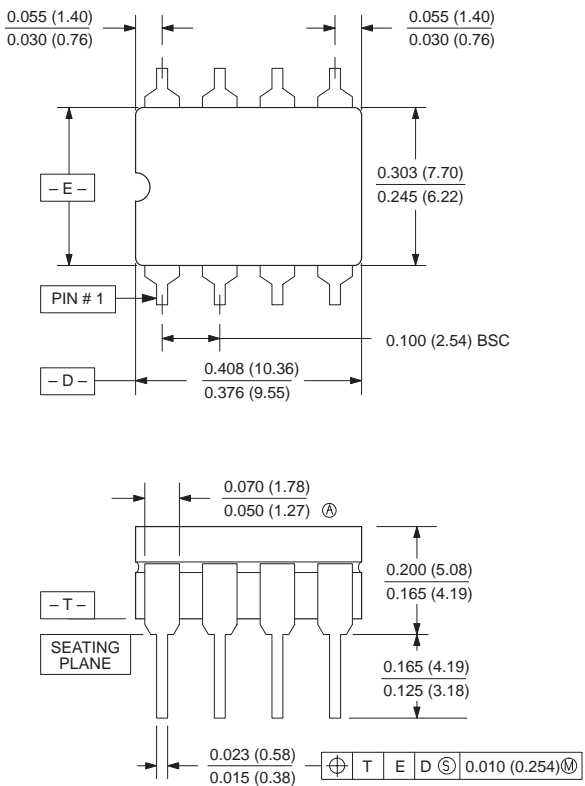 0.055 (1.40)
0.030 (0.76)
0.055 (1.40)
0.030 (0.76)
– E –
0.303 (7.70)
0.245 (6.22)
PIN # 1
0.100 (2.54) BSC
– D –
0.408 (10.36)
0.376 (9.55)
0.070 (1.78)
0.050 (1.27) Ⓐ
0.200 (5.08)
0.165 (4.19)
– T –
SEATING
PLANE
0.165 (4.19)
0.125 (3.18)
0.023 (0.58)
0.015 (0.38)
⌖ T E D Ⓢ 0.010 (0.254)Ⓜ